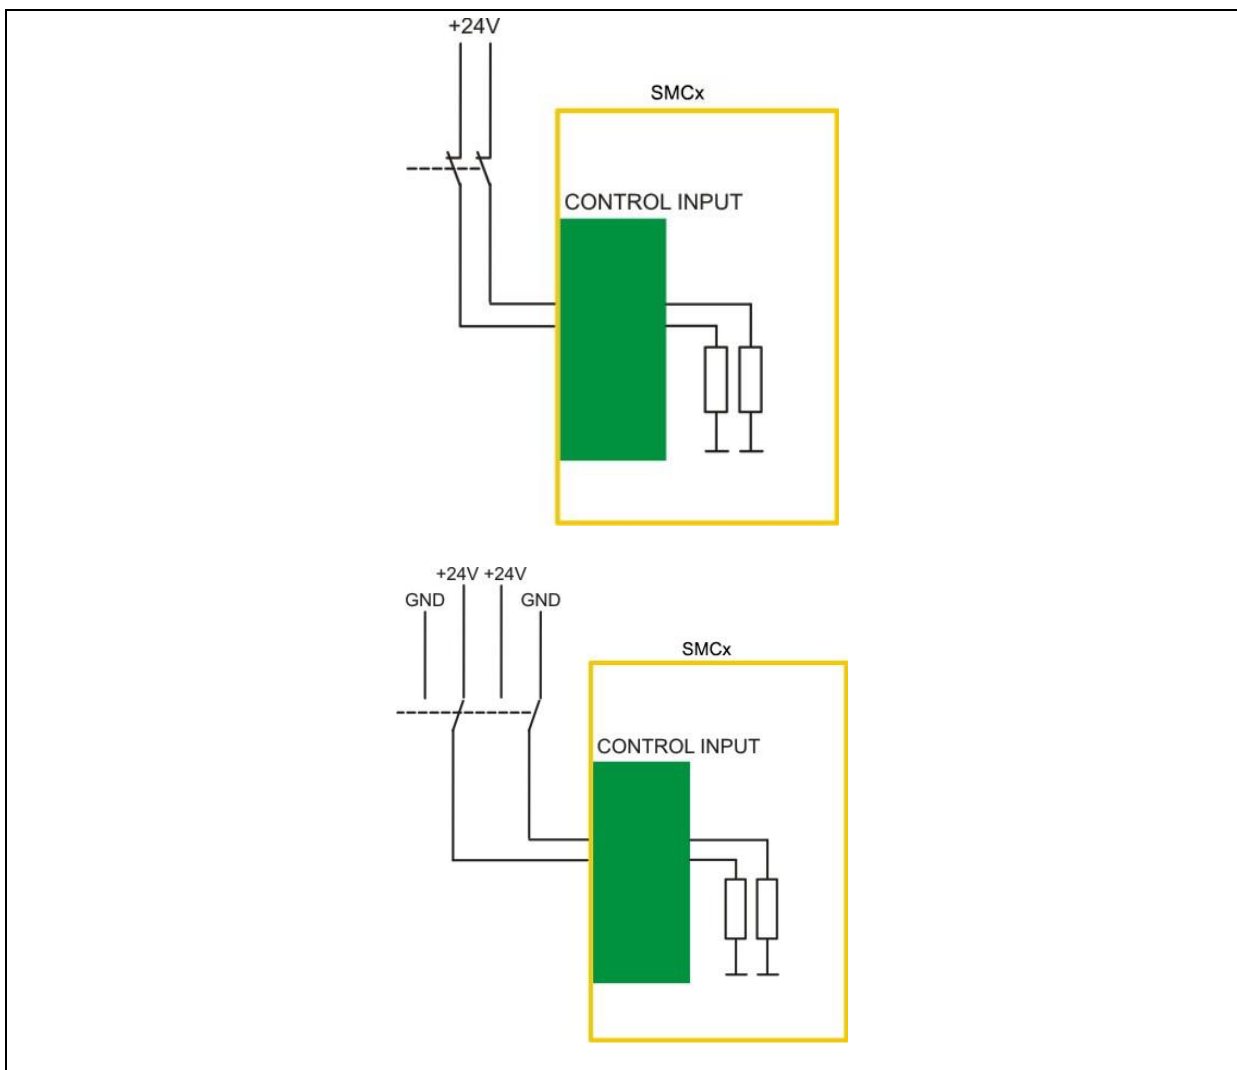 +24V
SMCx
CONTROL INPUT
+24V +24V
GND GND
SMCx
CONTROL INPUT